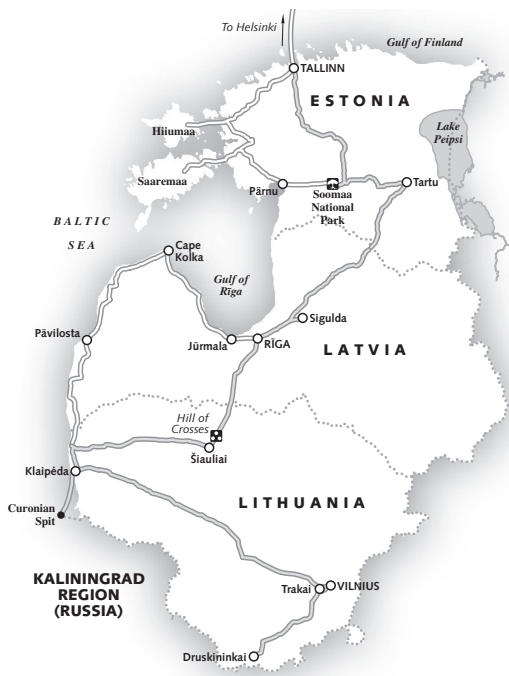 To Helsinki
Gulf of Finland
TALLINN
ESTONIA
Lake
Peipsi
Hiiumaa
Saaremaa
Pärnu
Soomaa
National
Park
Tartu
BALTIC
SEA
Cape
Kolka
Gulf of
Rīga
Sigulda
Pāvilosta
Jūrmala
RĪGA
LATVIA
Hill of
Crosses
Šiauliai
Klaipėda
LITHUANIA
Curonian
Spit
KALININGRAD
REGION
(RUSSIA)
Trakai
VILNIUS
Druskininkai